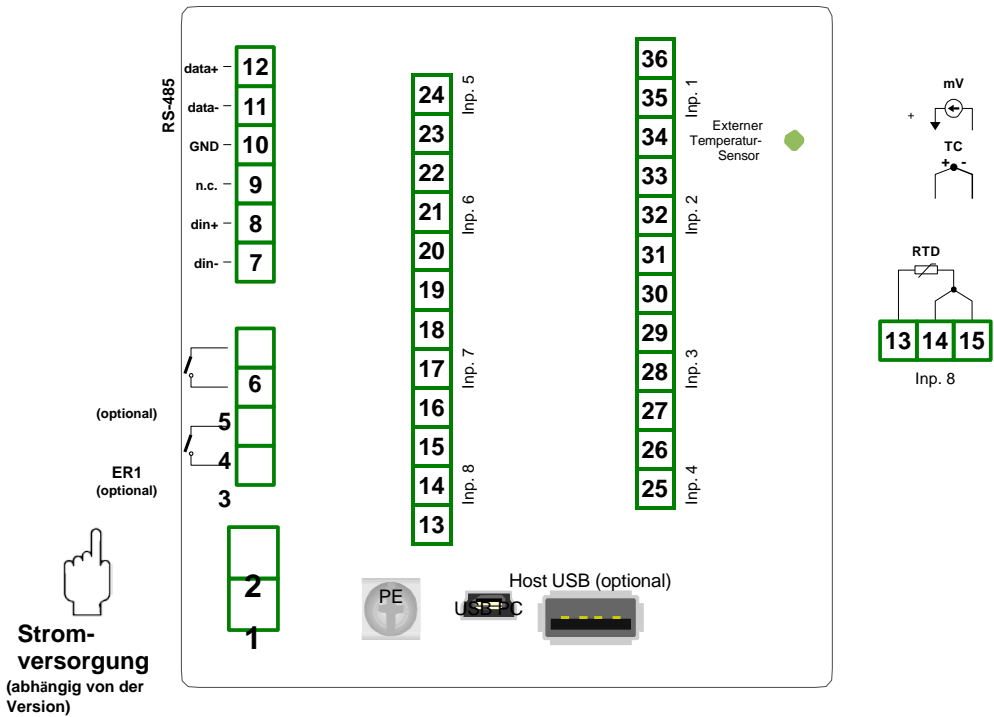 RS-485
data+
12
data-
11
GND
10
n.c.
9
din+
8
din-
7
6
(optional)
5
4
ER1
(optional)
3
2
1
Strom-
versorgung
(abhängig von der
Version)
24
23
22
21
20
19
18
17
16
15
14
13
Inp. 5
Inp. 6
Inp. 7
Inp. 8
36
35
34
33
32
31
30
29
28
27
26
25
Inp. 1
Inp. 2
Inp. 3
Inp. 4
Externer
Temperatur-
Sensor
PE
USB PC
Host USB (optional)
mV
+
TC
+ -
RTD
13 14 15
Inp. 8